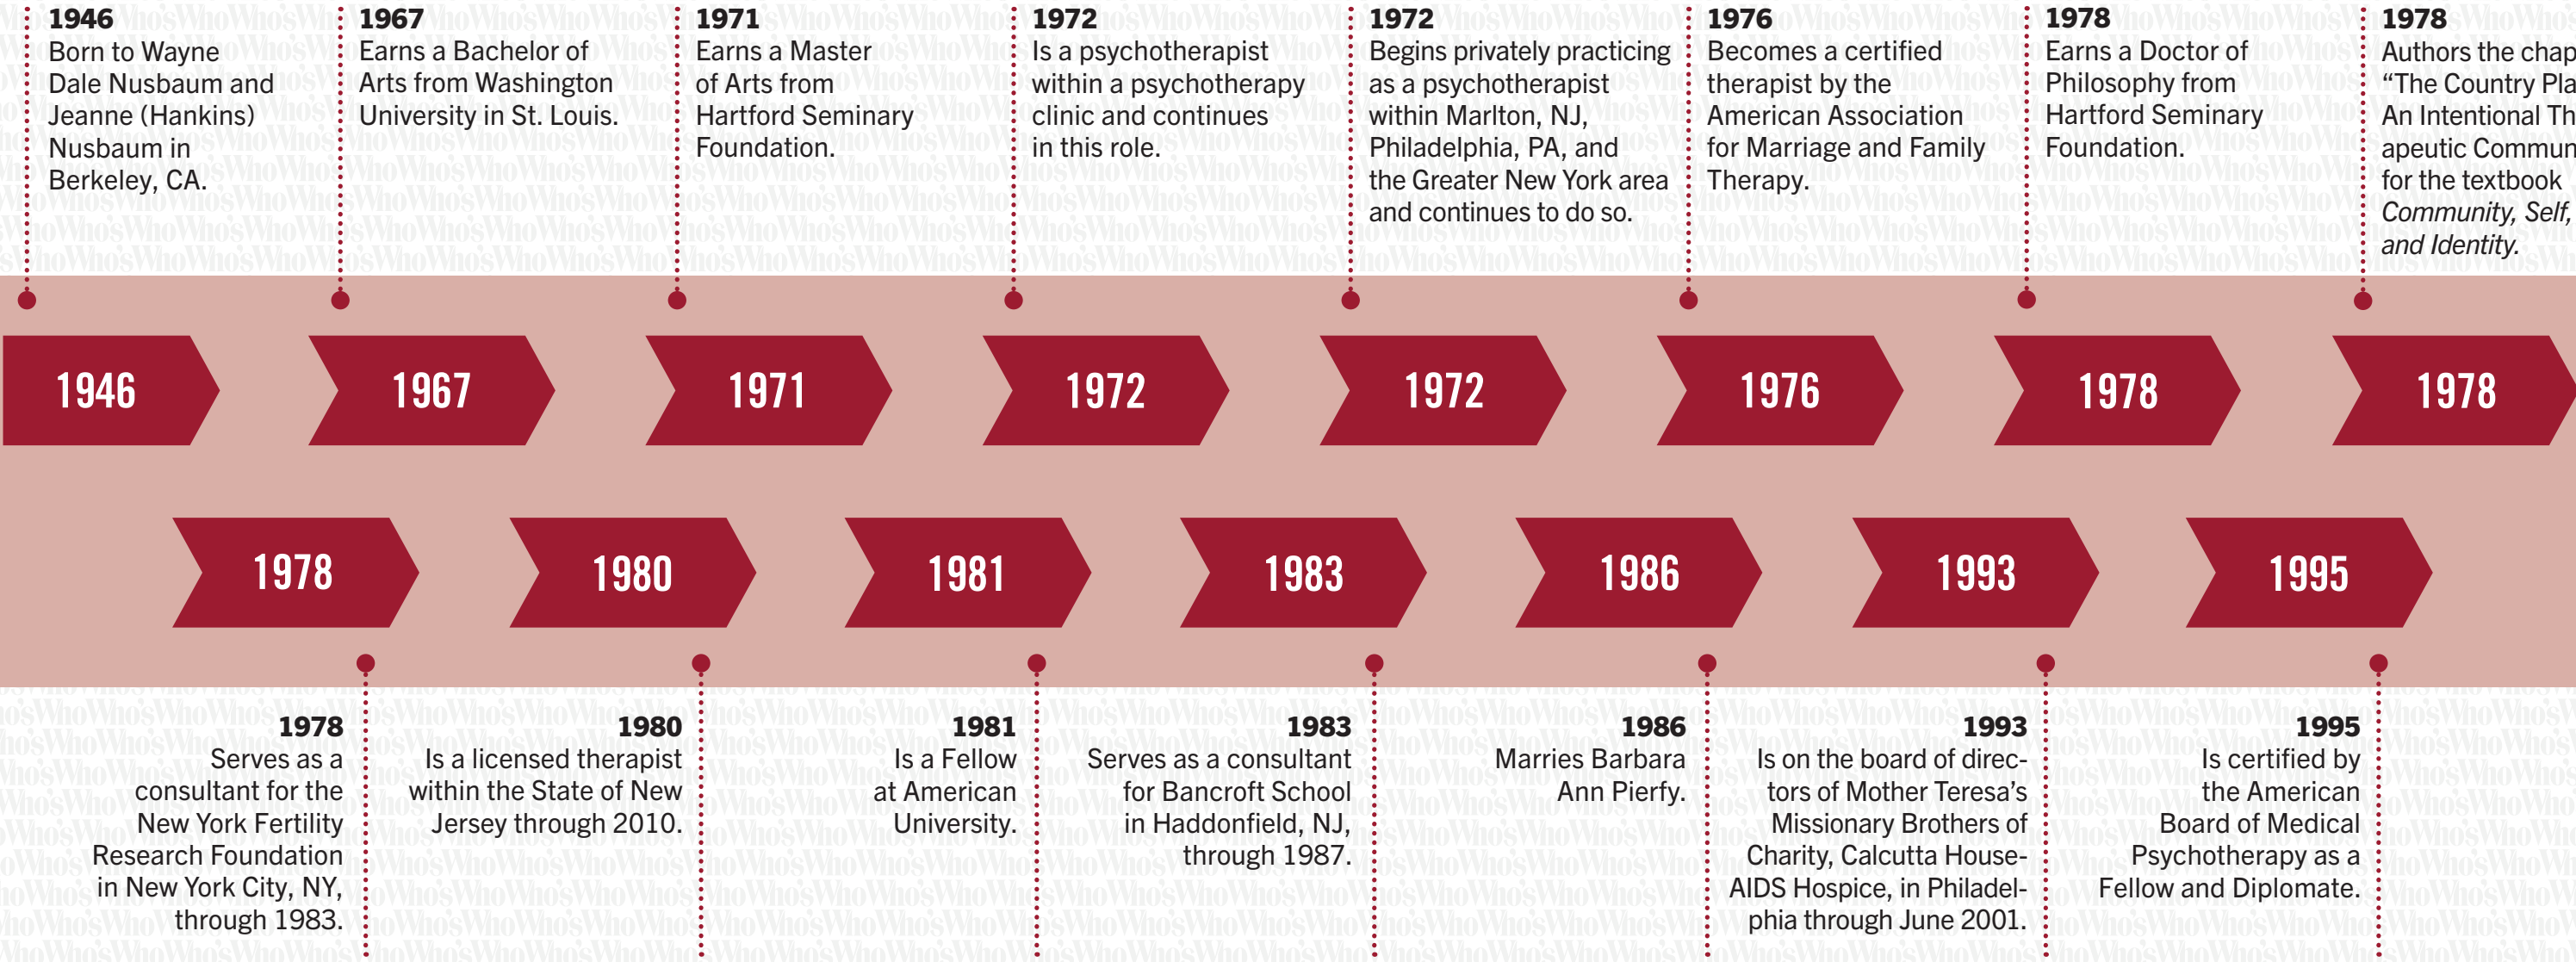 1946
Born to Wayne
Dale Nusbaum and
Jeanne (Hankins)
Nusbaum in
Berkeley, CA.
1967
Earns a Bachelor of
Arts from Washington
University in St. Louis.
1971
Earns a Master
of Arts from
Hartford Seminary
Foundation.
1972
Is a psychotherapist
within a psychotherapy
clinic and continues
in this role.
1972
Begins privately practicing
as a psychotherapist
within Marlton, NJ,
Philadelphia, PA, and
the Greater New York area
and continues to do so.
1976
Becomes a certified
therapist by the
American Association
for Marriage and Family
Therapy.
1978
Earns a Doctor of
Philosophy from
Hartford Seminary
Foundation.
1978
Authors the chap
“The Country Pla
An Intentional Th
apeutic Commun
for the textbook
Community, Self,
and Identity.
1946
1967
1971
1972
1972
1976
1978
1978
1978
1980
1981
1983
1986
1993
1995
1978
Serves as a
consultant for the
New York Fertility
Research Foundation
in New York City, NY,
through 1983.
1980
Is a licensed therapist
within the State of New
Jersey through 2010.
1981
Is a Fellow
at American
University.
1983
Serves as a consultant
for Bancroft School
in Haddonfield, NJ,
through 1987.
1986
Marries Barbara
Ann Pierfy.
1993
Is on the board of direc-
tors of Mother Teresa’s
Missionary Brothers of
Charity, Calcutta House-
AIDS Hospice, in Philadel-
phia through June 2001.
1995
Is certified by
the American
Board of Medical
Psychotherapy as a
Fellow and Diplomate.